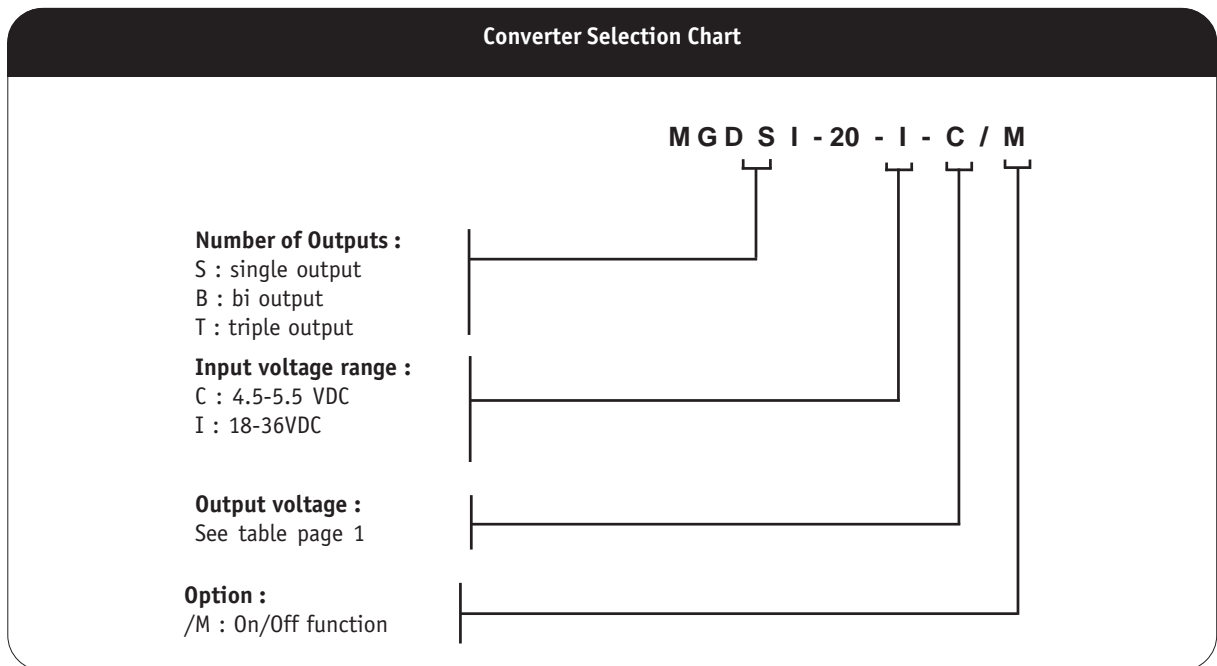 Converter Selection Chart
M G D S I - 20 - I - C / M
Number of Outputs :
S : single output
B : bi output
T : triple output
Input voltage range :
C : 4.5-5.5 VDC
I : 18-36VDC
Output voltage :
See table page 1
Option :
/M : On/Off function